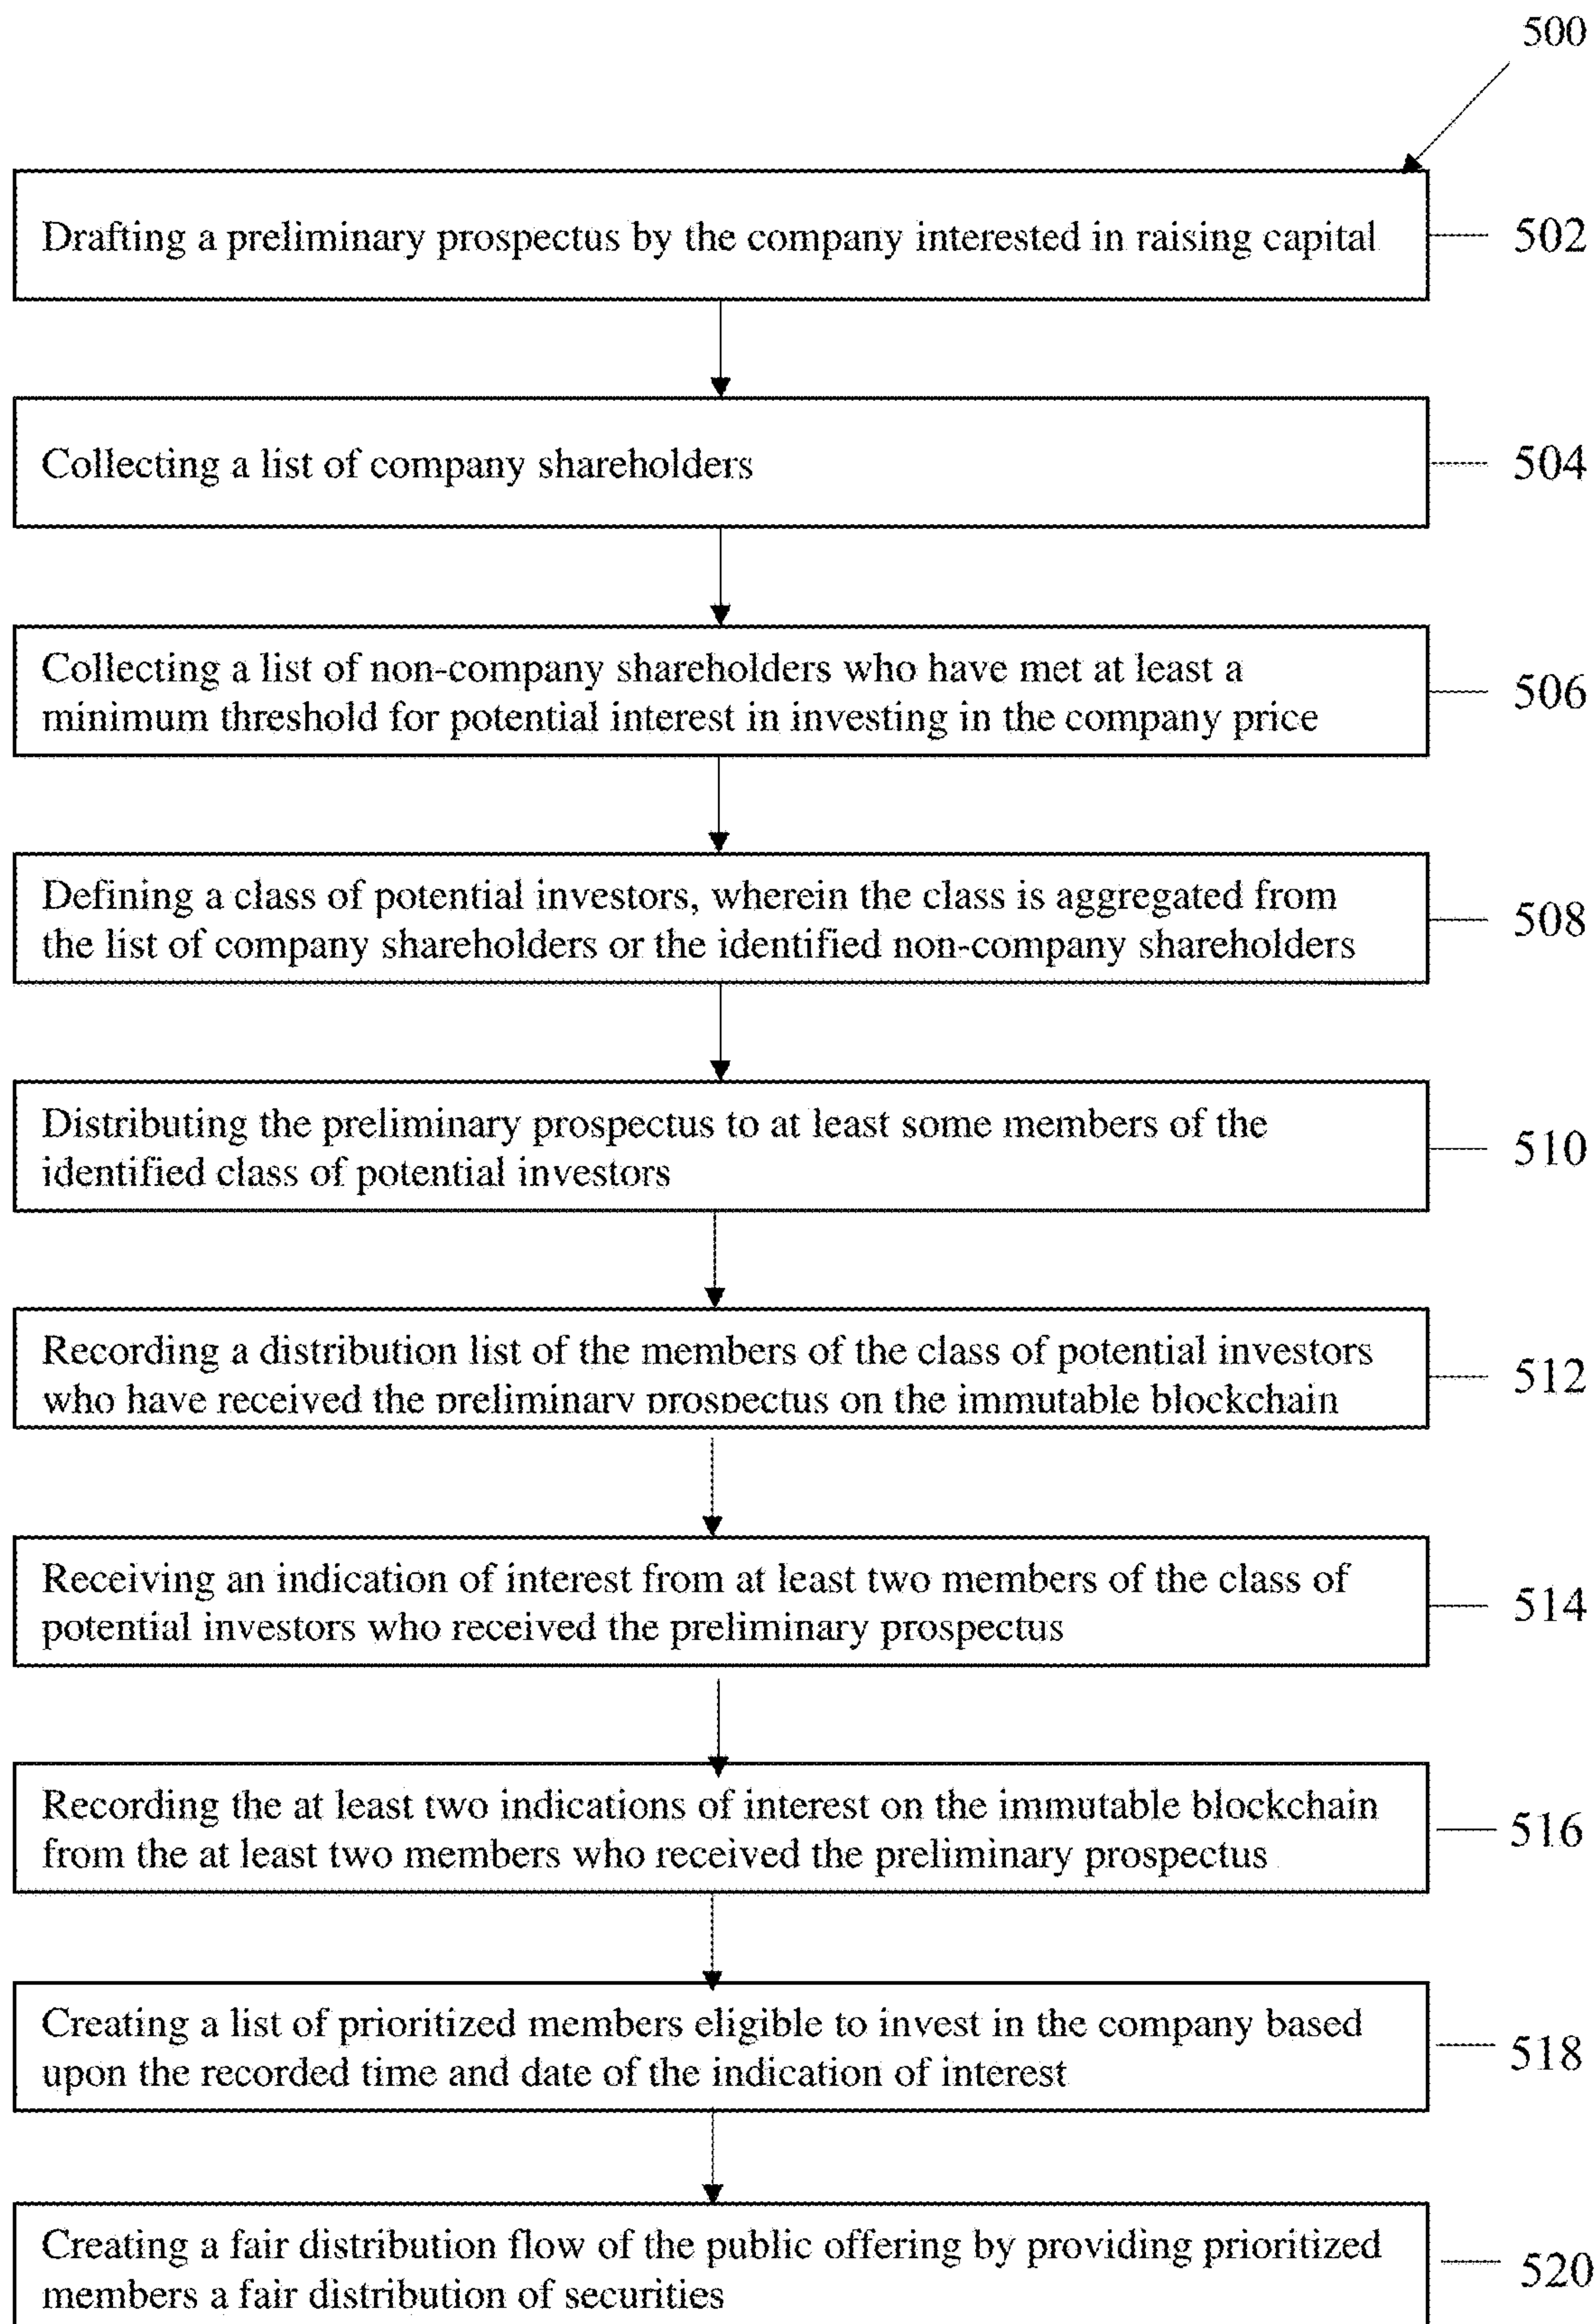 500
Drafting a preliminary prospectus by the company interested in raising capital
502
Collecting a list of company shareholders
504
Collecting a list of non-company shareholders who have met at least a
minimum threshold for potential interest in investing in the company price
506
Defining a class of potential investors, wherein the class is aggregated from
the list of company shareholders or the identified non-company shareholders
508
Distributing the preliminary prospectus to at least some members of the
identified class of potential investors
510
Recording a distribution list of the members of the class of potential investors
who have received the preliminary prospectus on the immutable blockchain
512
Receiving an indication of interest from at least two members of the class of
potential investors who received the preliminary prospectus
514
Recording the at least two indications of interest on the immutable blockchain
from the at least two members who received the preliminary prospectus
516
Creating a list of prioritized members eligible to invest in the company based
upon the recorded time and date of the indication of interest
518
Creating a fair distribution flow of the public offering by providing prioritized
members a fair distribution of securities
520